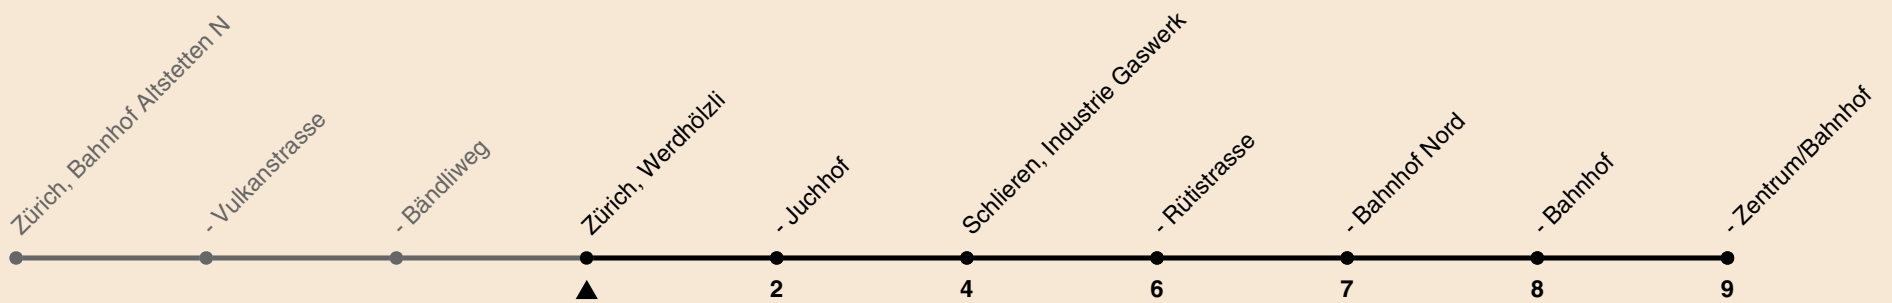 Zürich, Bahnhof Altstetten N
- Vulkanstrasse
- Bändliweg
Zürich, Werdhölzli
- Juchhof
Schlieren, Industrie Gaswerk
- Rütistrasse
- Bahnhof Nord
- Bahnhof
- Zentrum/Bahnhof
2 4 6 7 8 9